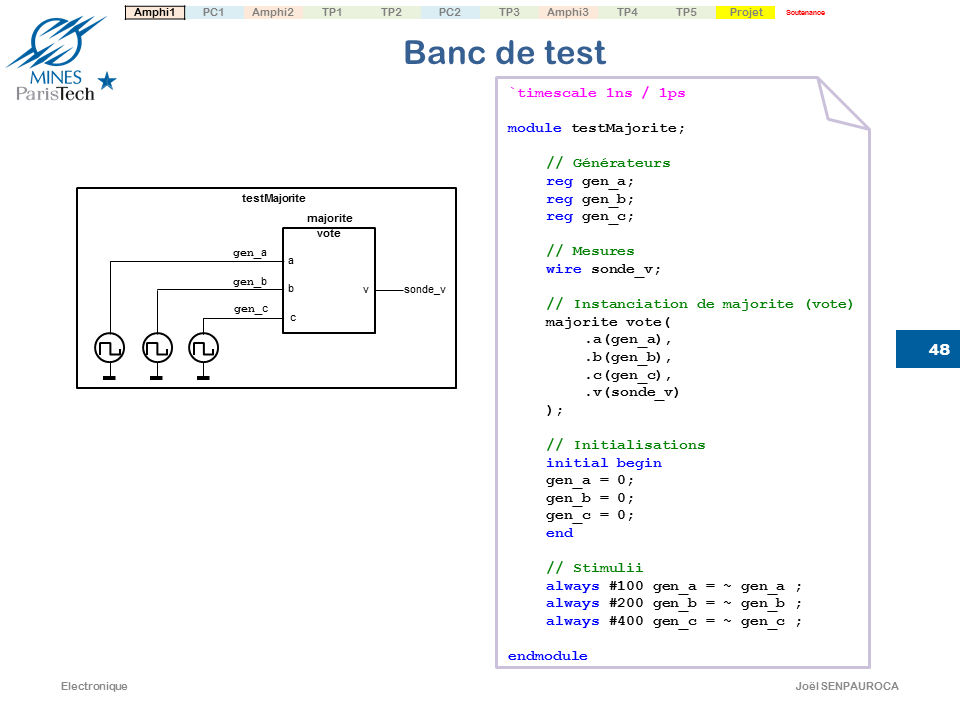 Amphi1 PC1 Amphi2 TP1 TP2 PC2 TP3 Amphi3 TP4 TP5 Projet Soutenance
MINES
ParisTech
Banc de test
testMajorite
majorite
vote
gen_a
a
gen_b
b
v
sonde_v
gen_c
c
`timescale 1ns / 1ps
module testMajorite;
// Générateurs
reg gen_a;
reg gen_b;
reg gen_c;
// Mesures
wire sonde_v;
// Instanciation de majorite (vote)
majorite vote(
.a(gen_a),
.b(gen_b),
.c(gen_c),
.v(sonde_v)
);
// Initialisations
initial begin
gen_a = 0;
gen_b = 0;
gen_c = 0;
end
// Stimulii
always #100 gen_a = ~ gen_a ;
always #200 gen_b = ~ gen_b ;
always #400 gen_c = ~ gen_c ;
endmodule
48
Electronique
Joël SENPAUROCA